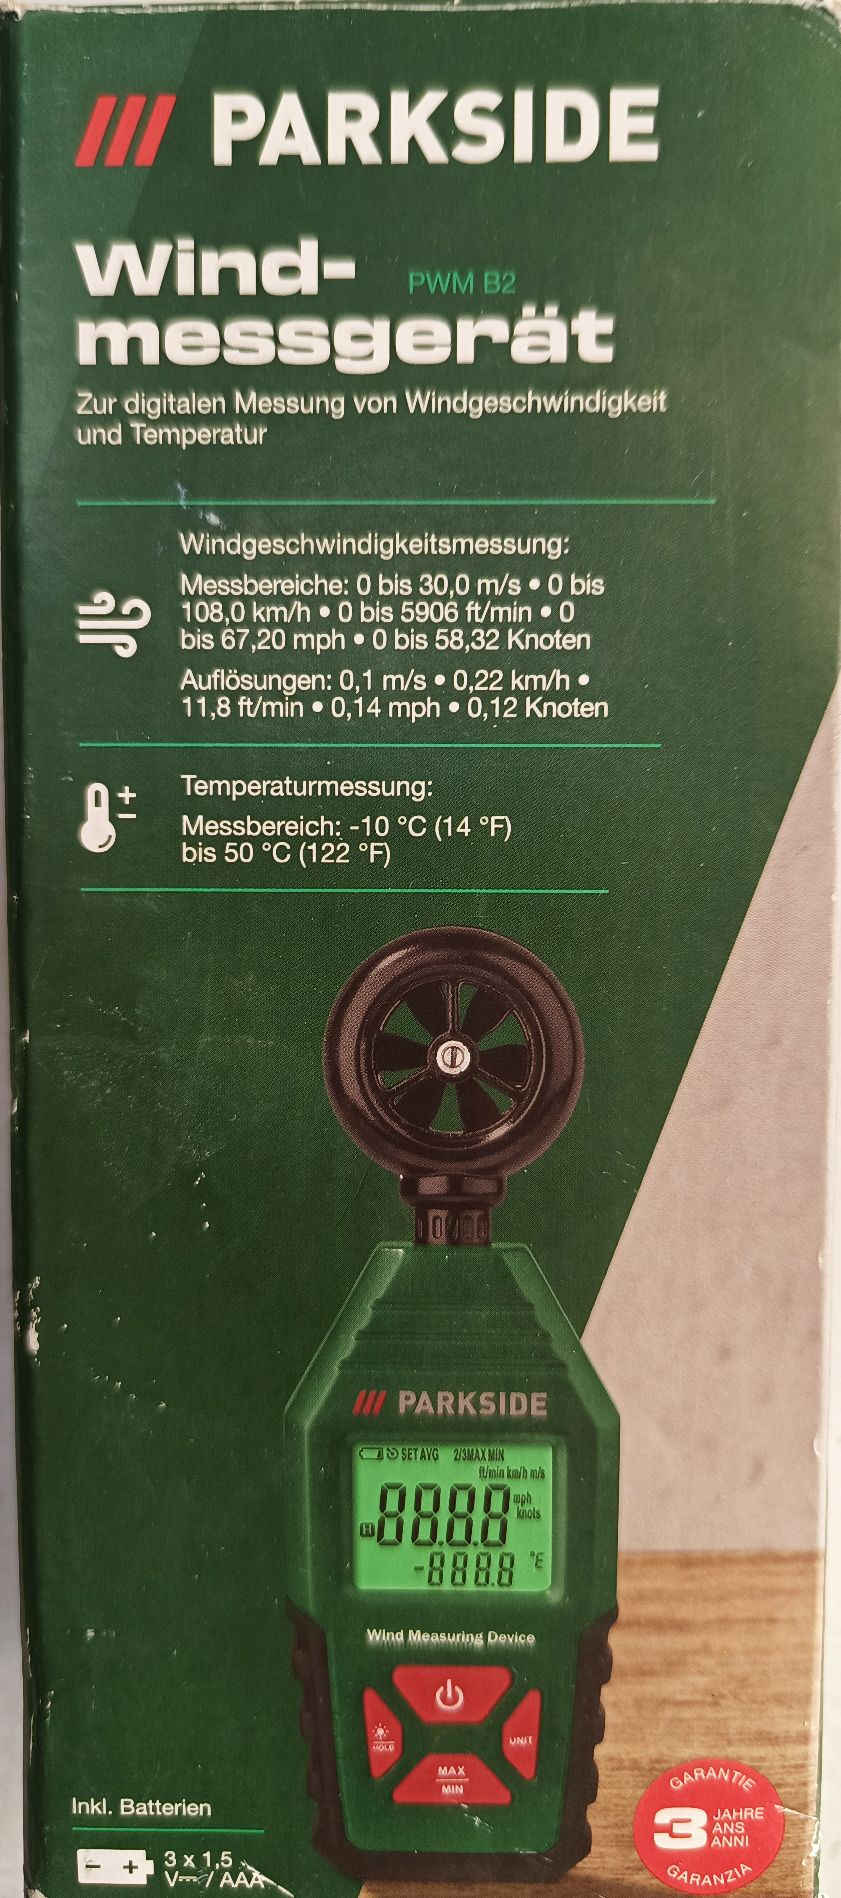 PARKSIDE
Wind-
PWM B2
messgerät
Zur digitalen Messung von Windgeschwindigkeit
und Temperatur
Windgeschwindigkeitsmessung:
Messbereiche: 0 bis 30,0 m/s • 0 bis
108,0 km/h • 0 bis 5906 ft/min • 0
bis 67,20 mph • 0 bis 58,32 Knoten
Auflösungen: 0,1 m/s • 0,22 km/h •
11,8 ft/min • 0,14 mph • 0,12 Knoten
Temperaturmessung:
Messbereich: -10 °C (14 °F)
bis 50 °C (122 °F)
PARKSIDE
SET AVG 2/3MAX MIN
ft/min km/h m/s
mph
knots
H 88.8.8
-888.8 °E
Wind Measuring Device
HOLD
UNIT
MAX
MIN
Inkl. Batterien
- +
3 x 1,5
V⎓ / AAA
GARANTIE
3 JAHRE
ANS
ANNI
GARANZIA